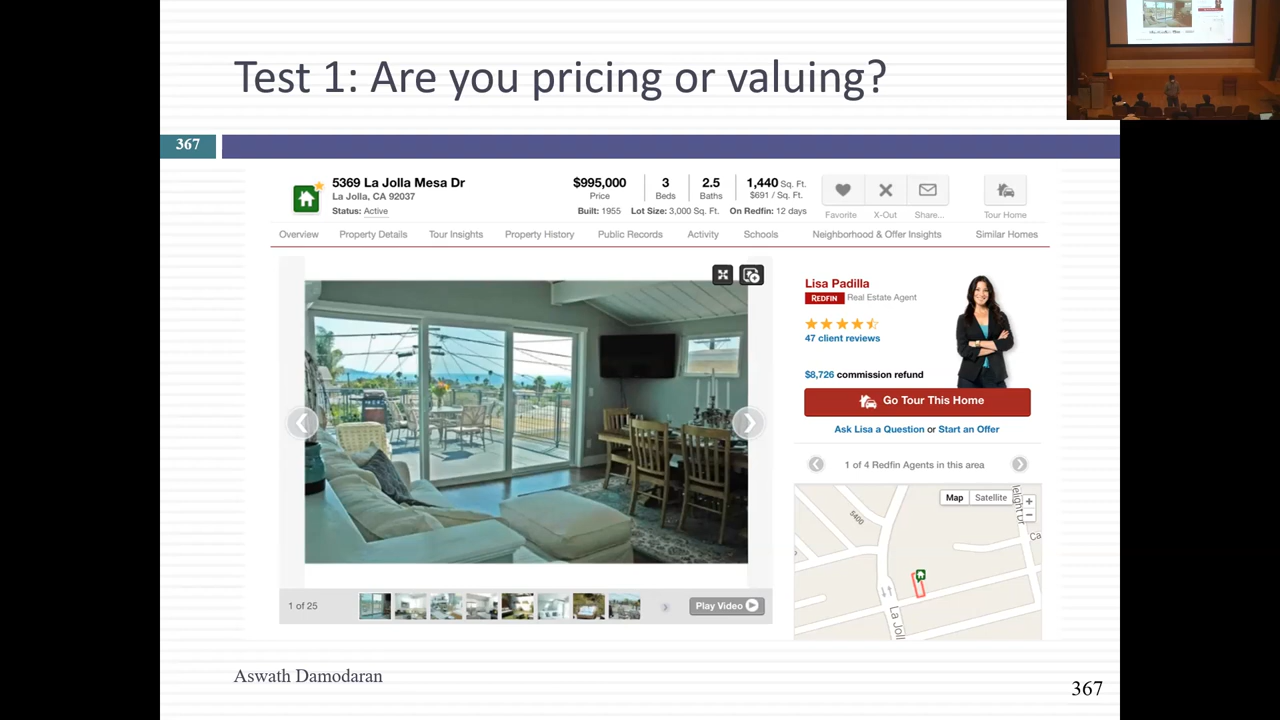 Test 1: Are you pricing or valuing?
367
5369 La Jolla Mesa Dr
La Jolla, CA 92037
Status: Active
$995,000
Price
3
Beds
2.5
Baths
1,440 Sq. Ft.
$691 / Sq. Ft.
Built: 1955 Lot Size: 3,000 Sq. Ft. On Redfin: 12 days
Favorite
X-Out
Share...
Tour Home
Overview Property Details Tour Insights Property History Public Records Activity Schools Neighborhood & Offer Insights Similar Homes
Lisa Padilla
REDFIN Real Estate Agent
47 client reviews
$8,726 commission refund
Go Tour This Home
Ask Lisa a Question or Start an Offer
1 of 4 Redfin Agents in this area
Map Satellite
5400
Ca
La Joll
1 of 25
Play Video
Aswath Damodaran
367